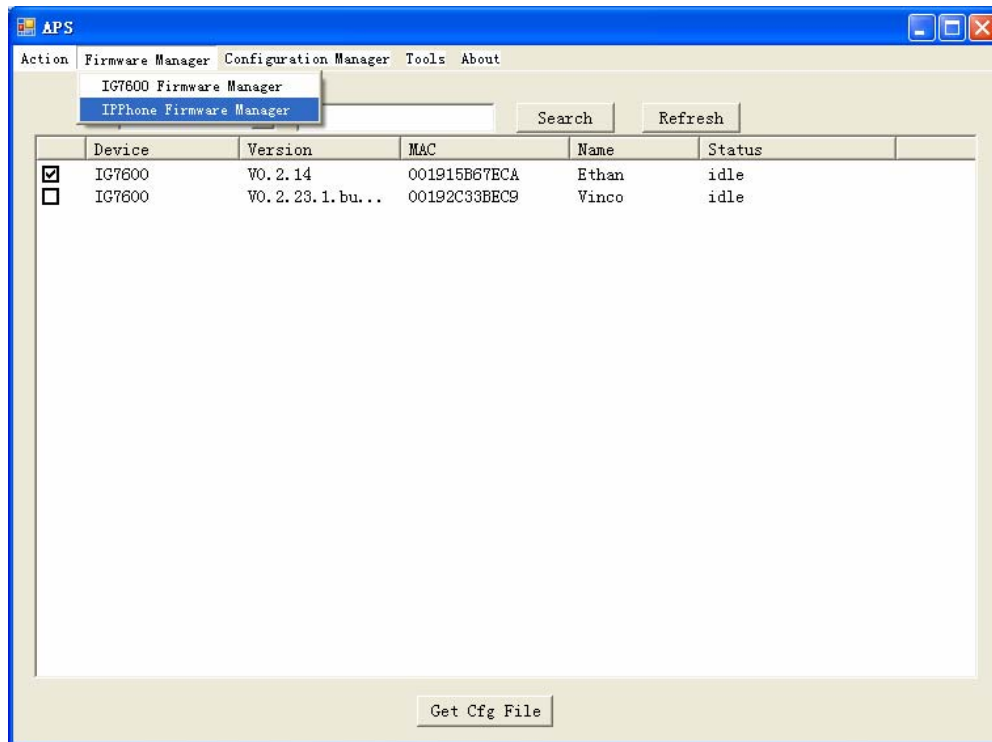 APS
Action Firmware Manager Configuration Manager Tools About
IG7600 Firmware Manager
IPPhone Firmware Manager
Search Refresh
Device Version MAC Name Status
IG7600 V0.2.14 001915B67ECA Ethan idle
IG7600 V0.2.23.1.bu... 00192C33BEC9 Vinco idle
Get Cfg File